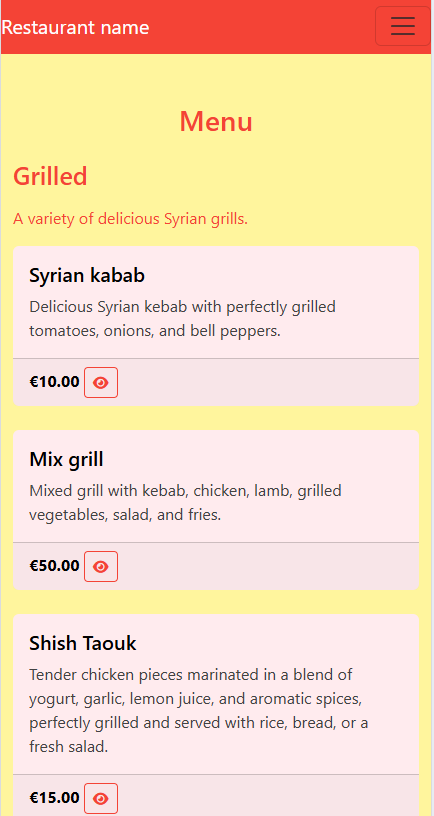 Restaurant name
Menu
Grilled
A variety of delicious Syrian grills.
Syrian kabab
Delicious Syrian kebab with perfectly grilled
tomatoes, onions, and bell peppers.
€10.00
Mix grill
Mixed grill with kebab, chicken, lamb, grilled
vegetables, salad, and fries.
€50.00
Shish Taouk
Tender chicken pieces marinated in a blend of
yogurt, garlic, lemon juice, and aromatic spices,
perfectly grilled and served with rice, bread, or a
fresh salad.
€15.00